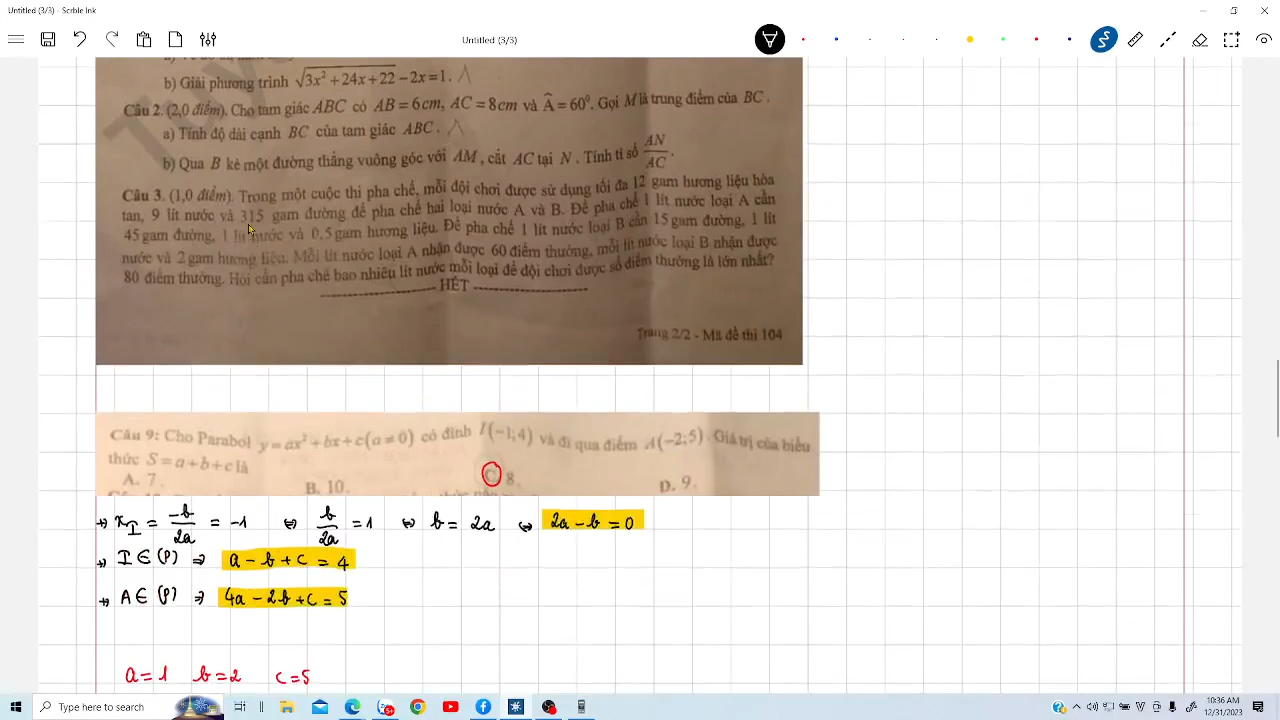 Untitled (3/3) - Scrble Ink
Untitled (3/3)
b) Giải phương trình √3x² + 24x + 22 − 2x = 1.
Câu 2. (2,0 điểm). Cho tam giác ABC có AB = 6cm, AC = 8cm và Â = 60⁰. Gọi M là trung điểm của BC.
a) Tính độ dài cạnh BC của tam giác ABC.
b) Qua B kẻ một đường thẳng vuông góc với AM, cắt AC tại N. Tính tỉ số AN/AC.
Câu 3. (1,0 điểm). Trong một cuộc thi pha chế, mỗi đội chơi được sử dụng tối đa 12 gam hương liệu hòa
tan, 9 lít nước và 315 gam đường để pha chế hai loại nước A và B. Để pha chế 1 lít nước loại A cần
45 gam đường, 1 lít nước và 0,5 gam hương liệu. Để pha chế 1 lít nước loại B cần 15 gam đường, 1 lít
nước và 2 gam hương liệu. Mỗi lít nước loại A nhận được 60 điểm thưởng, mỗi lít nước loại B nhận được
80 điểm thưởng. Hỏi cần pha chế bao nhiêu lít nước mỗi loại để đội chơi được số điểm thưởng là lớn nhất?
HẾT
Trang 2/2 - Mã đề thi 104
Câu 9: Cho Parabol y = ax² + bx + c (a ≠ 0) có đỉnh I(−1; 4) và đi qua điểm A(−2; 5). Giá trị của biểu
thức S = a + b + c là
A. 7. B. 10. C 8. D. 9.
→ x_I = −b/2a = −1 ⇔ b/2a = 1 ⇔ b = 2a ⇔ 2a − b = 0
→ I ∈ (P) ⇒ a − b + c = 4
→ A ∈ (P) ⇒ 4a − 2b + c = 5
a = 1 b = 2 c = 5
Type here to search
10:36 AM
12/31/2023